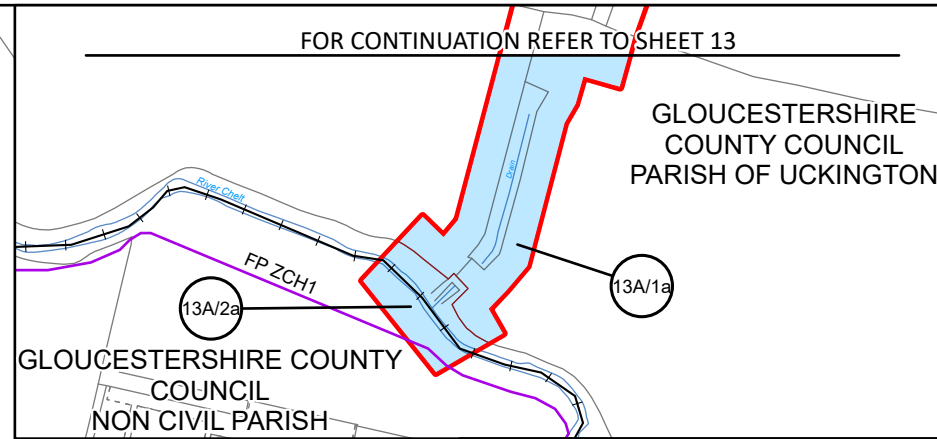 FOR CONTINUATION REFER TO SHEET 13
GLOUCESTERSHIRE
COUNTY COUNCIL
PARISH OF UCKINGTON
Drain
River Chelt
FP ZCH1
13A/1a
13A/2a
GLOUCESTERSHIRE COUNTY
COUNCIL
NON CIVIL PARISH